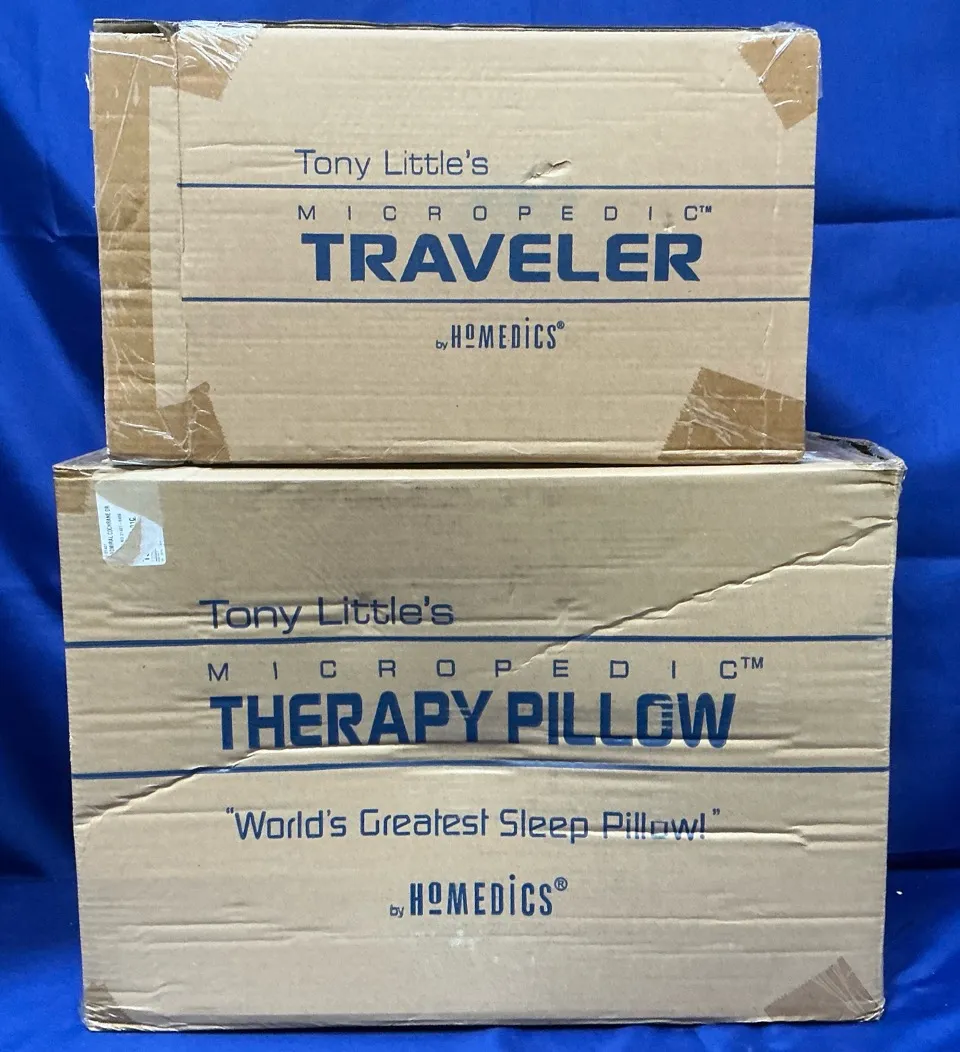 Tony Little's
MICROPEDIC™
TRAVELER
by HOMEDICS®
Tony Little's
MICROPEDIC™
THERAPY PILLOW
"World's Greatest Sleep Pillow!"
by HOMEDICS®